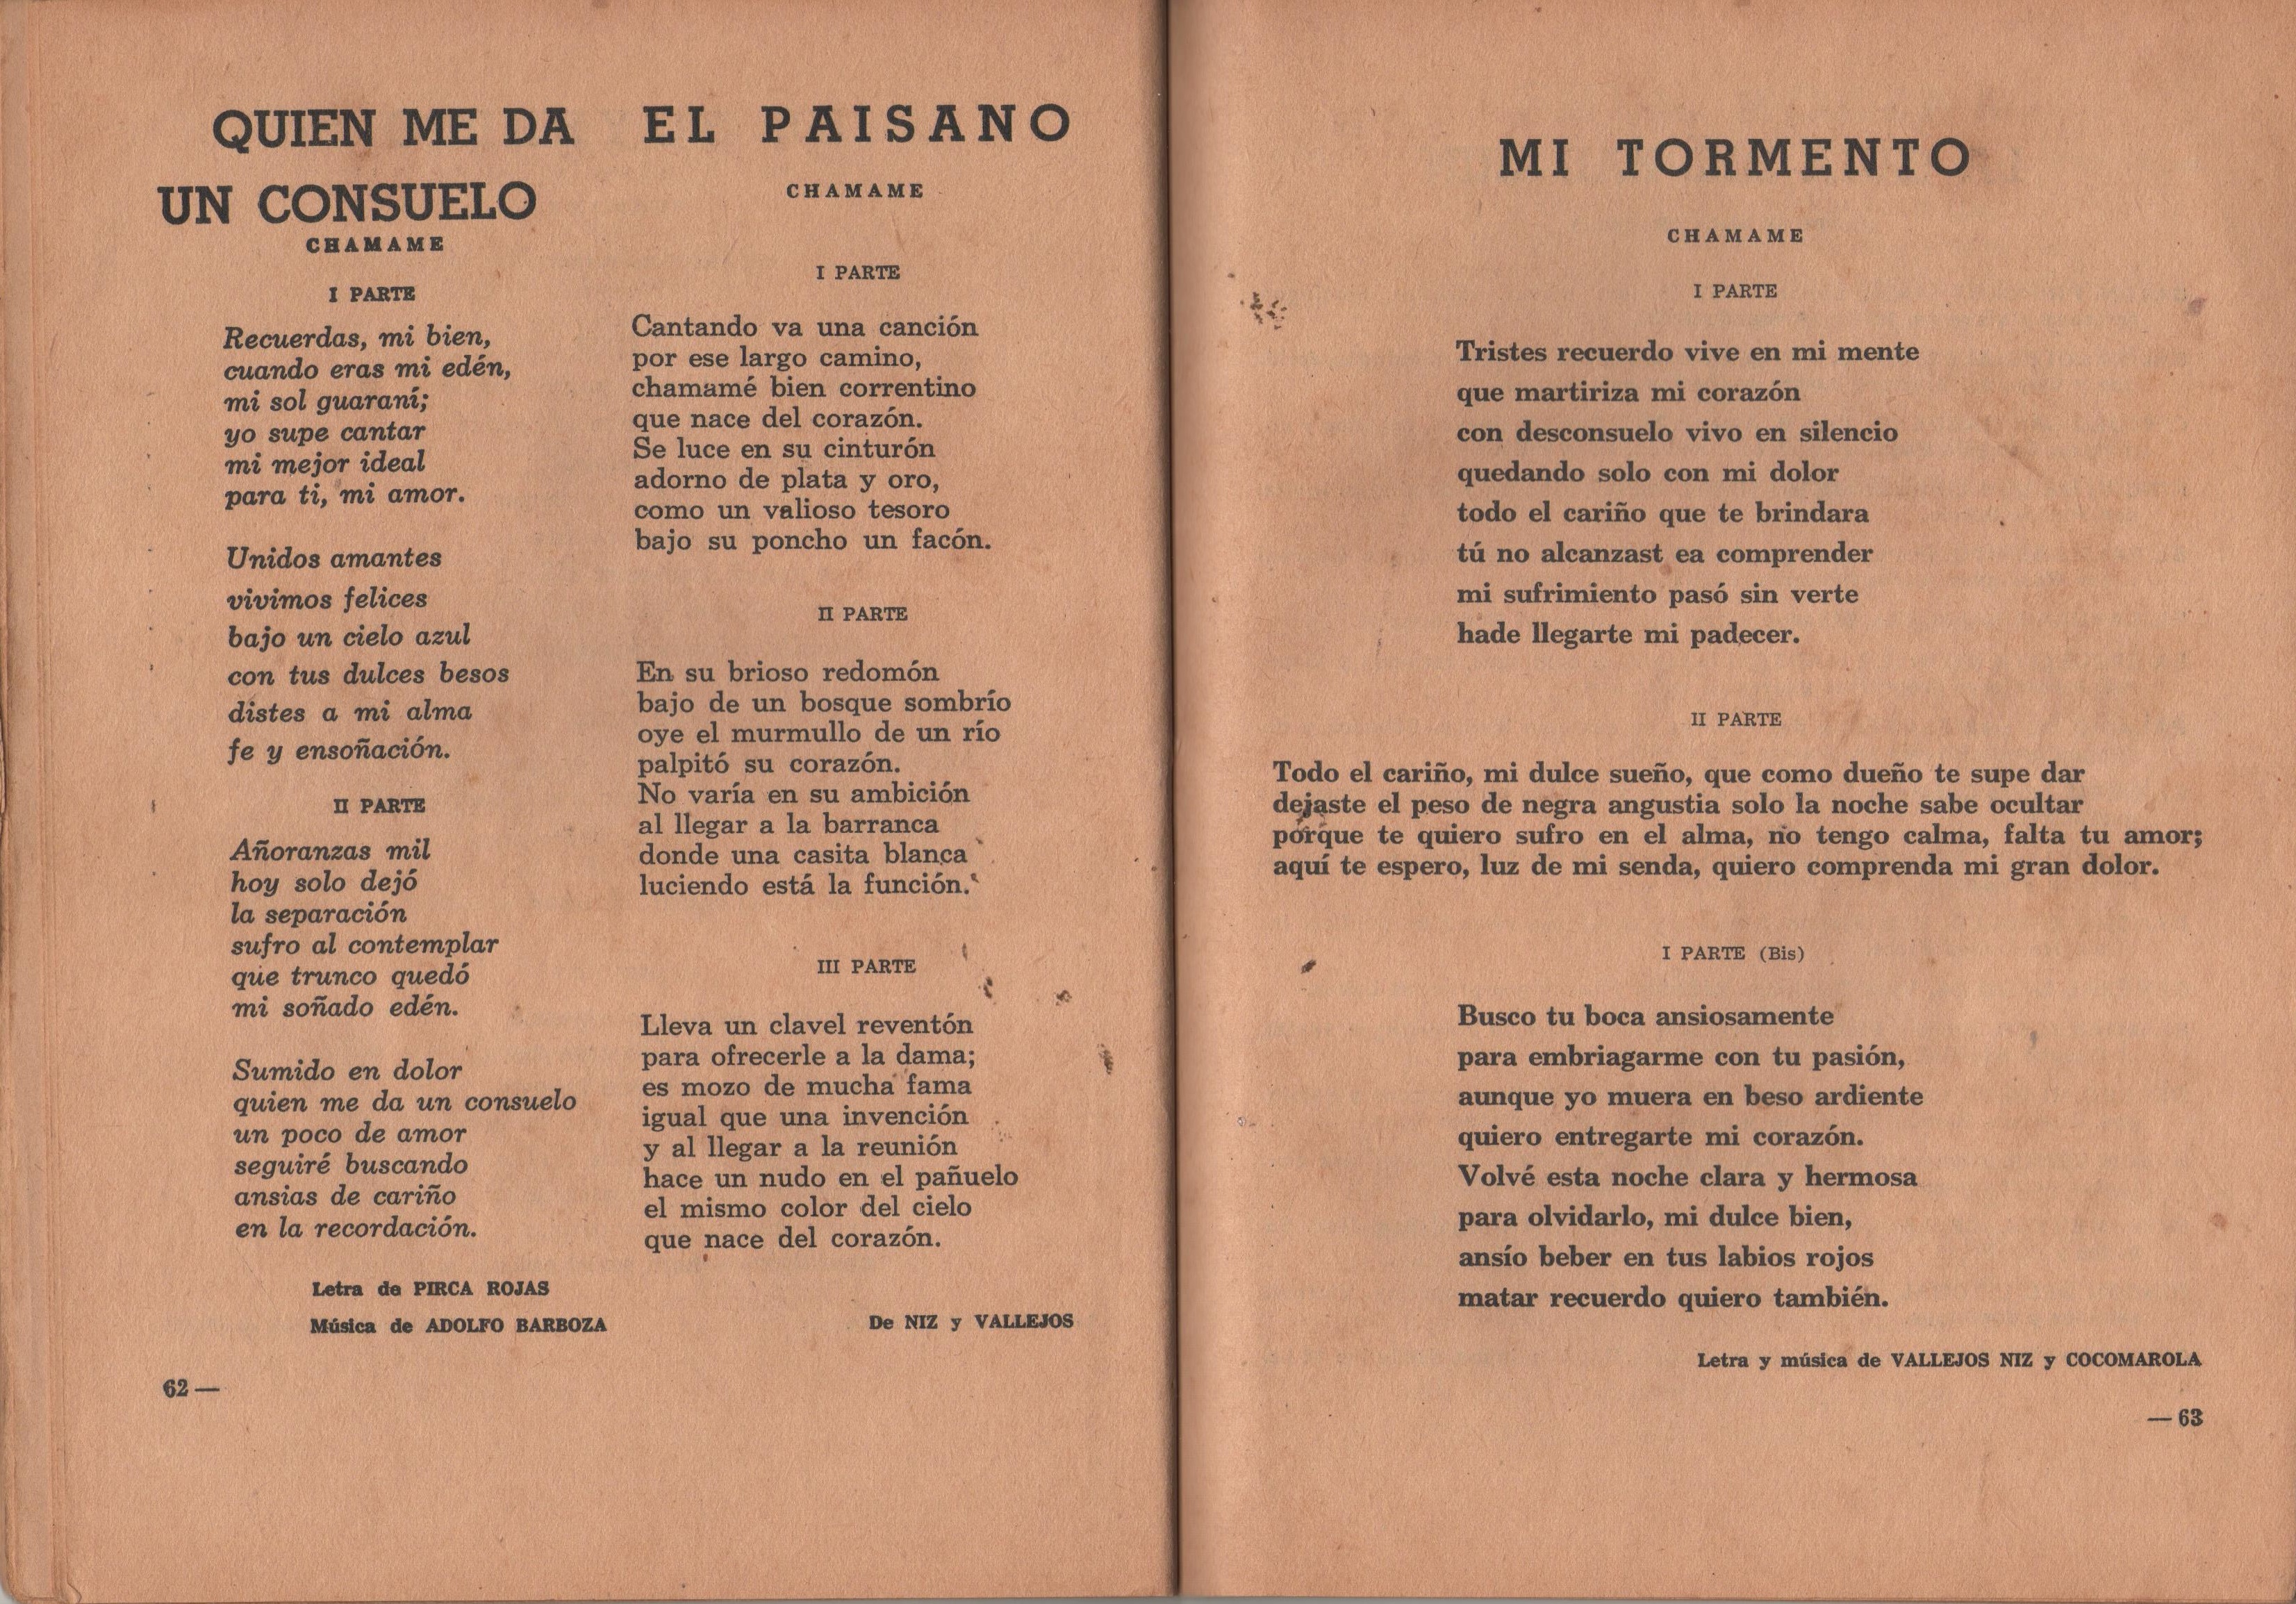 QUIEN ME DA
UN CONSUELO
CHAMAME
I PARTE
Recuerdas, mi bien,
cuando eras mi edén,
mi sol guaraní;
yo supe cantar
mi mejor ideal
para ti, mi amor.
Unidos amantes
vivimos felices
bajo un cielo azul
con tus dulces besos
distes a mi alma
fe y ensoñación.
II PARTE
Añoranzas mil
hoy solo dejó
la separación
sufro al contemplar
que trunco quedó
mi soñado edén.
Sumido en dolor
quien me da un consuelo
un poco de amor
seguiré buscando
ansias de cariño
en la recordación.
Letra de PIRCA ROJAS
Música de ADOLFO BARBOZA
62 —
EL PAISANO
CHAMAME
I PARTE
Cantando va una canción
por ese largo camino,
chamamé bien correntino
que nace del corazón.
Se luce en su cinturón
adorno de plata y oro,
como un valioso tesoro
bajo su poncho un facón.
II PARTE
En su brioso redomón
bajo de un bosque sombrío
oye el murmullo de un río
palpitó su corazón.
No varía en su ambición
al llegar a la barranca
donde una casita blanca
luciendo está la función.
III PARTE
Lleva un clavel reventón
para ofrecerle a la dama;
es mozo de mucha fama
igual que una invención
y al llegar a la reunión
hace un nudo en el pañuelo
el mismo color del cielo
que nace del corazón.
De NIZ y VALLEJOS
MI TORMENTO
CHAMAME
I PARTE
Tristes recuerdo vive en mi mente
que martiriza mi corazón
con desconsuelo vivo en silencio
quedando solo con mi dolor
todo el cariño que te brindara
tú no alcanzast ea comprender
mi sufrimiento pasó sin verte
hade llegarte mi padecer.
II PARTE
Todo el cariño, mi dulce sueño, que como dueño te supe dar
dejaste el peso de negra angustia solo la noche sabe ocultar
porque te quiero sufro en el alma, no tengo calma, falta tu amor;
aquí te espero, luz de mi senda, quiero comprenda mi gran dolor.
I PARTE (Bis)
Busco tu boca ansiosamente
para embriagarme con tu pasión,
aunque yo muera en beso ardiente
quiero entregarte mi corazón.
Volvé esta noche clara y hermosa
para olvidarlo, mi dulce bien,
ansío beber en tus labios rojos
matar recuerdo quiero también.
Letra y música de VALLEJOS NIZ y COCOMAROLA
— 63